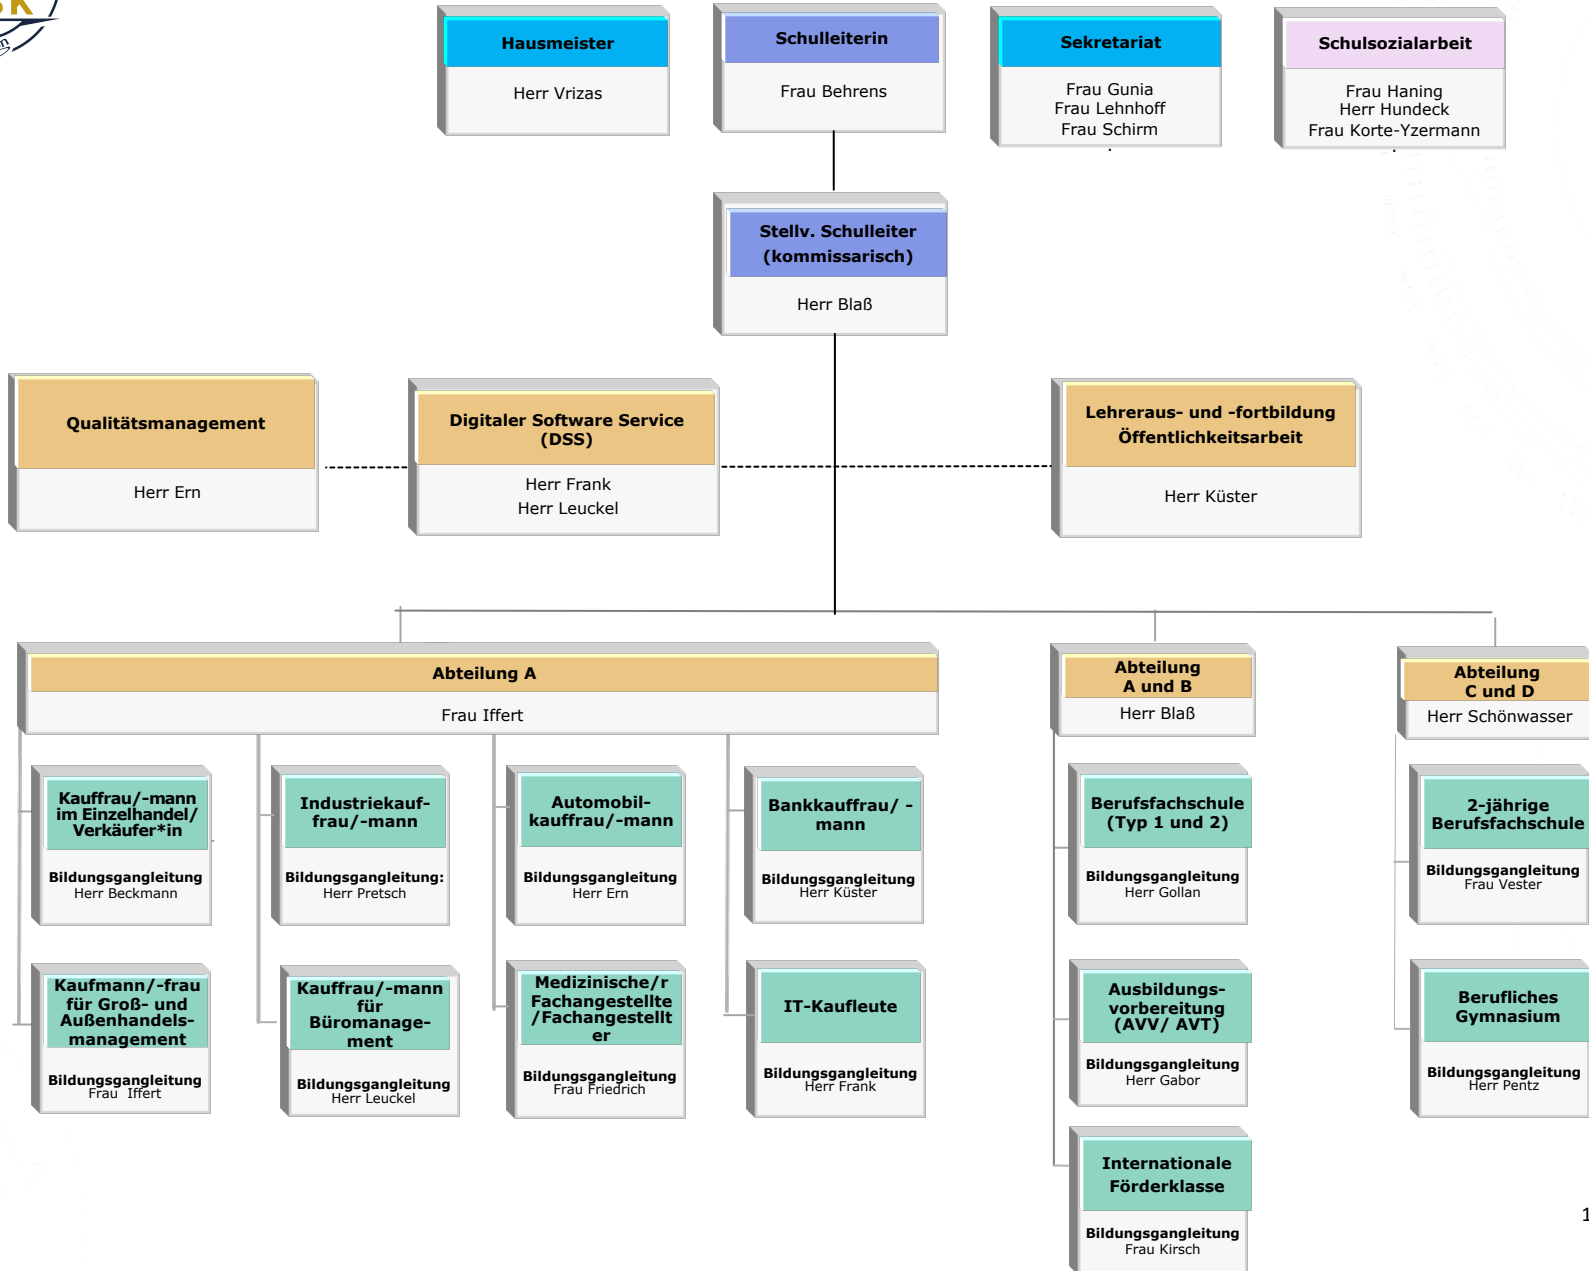 Hausmeister
Herr Vrizas
Schulleiterin
Frau Behrens
Sekretariat
Frau Gunia
Frau Lehnhoff
Frau Schirm
.
Schulsozialarbeit
Frau Haning
Herr Hundeck
Frau Korte-Yzermann
.
Stellv. Schulleiter
(kommissarisch)
Herr Blaß
Qualitätsmanagement
Herr Ern
Digitaler Software Service
(DSS)
Herr Frank
Herr Leuckel
Lehreraus- und -fortbildung
Öffentlichkeitsarbeit
Herr Küster
Abteilung A
Frau Iffert
Kauffrau/-mann
im Einzelhandel/
Verkäufer*in
Bildungsgangleitung
Herr Beckmann
Industriekauf-
frau/-mann
Bildungsgangleitung:
Herr Pretsch
Automobil-
kauffrau/-mann
Bildungsgangleitung
Herr Ern
Bankkauffrau/ -
mann
Bildungsgangleitung
Herr Küster
Kaufmann/-frau
für Groß- und
Außenhandels-
management
Bildungsgangleitung
Frau Iffert
Kauffrau/-mann
für
Büromanage-
ment
Bildungsgangleitung
Herr Leuckel
Medizinische/r
Fachangestellte
/Fachangestellt
er
Bildungsgangleitung
Frau Friedrich
IT-Kaufleute
Bildungsgangleitung
Herr Frank
Abteilung
A und B
Herr Blaß
Berufsfachschule
(Typ 1 und 2)
Bildungsgangleitung
Herr Gollan
Ausbildungs-
vorbereitung
(AVV/ AVT)
Bildungsgangleitung
Herr Gabor
Internationale
Förderklasse
Bildungsgangleitung
Frau Kirsch
Abteilung
C und D
Herr Schönwasser
2-jährige
Berufsfachschule
Bildungsgangleitung
Frau Vester
Berufliches
Gymnasium
Bildungsgangleitung
Herr Pentz
1